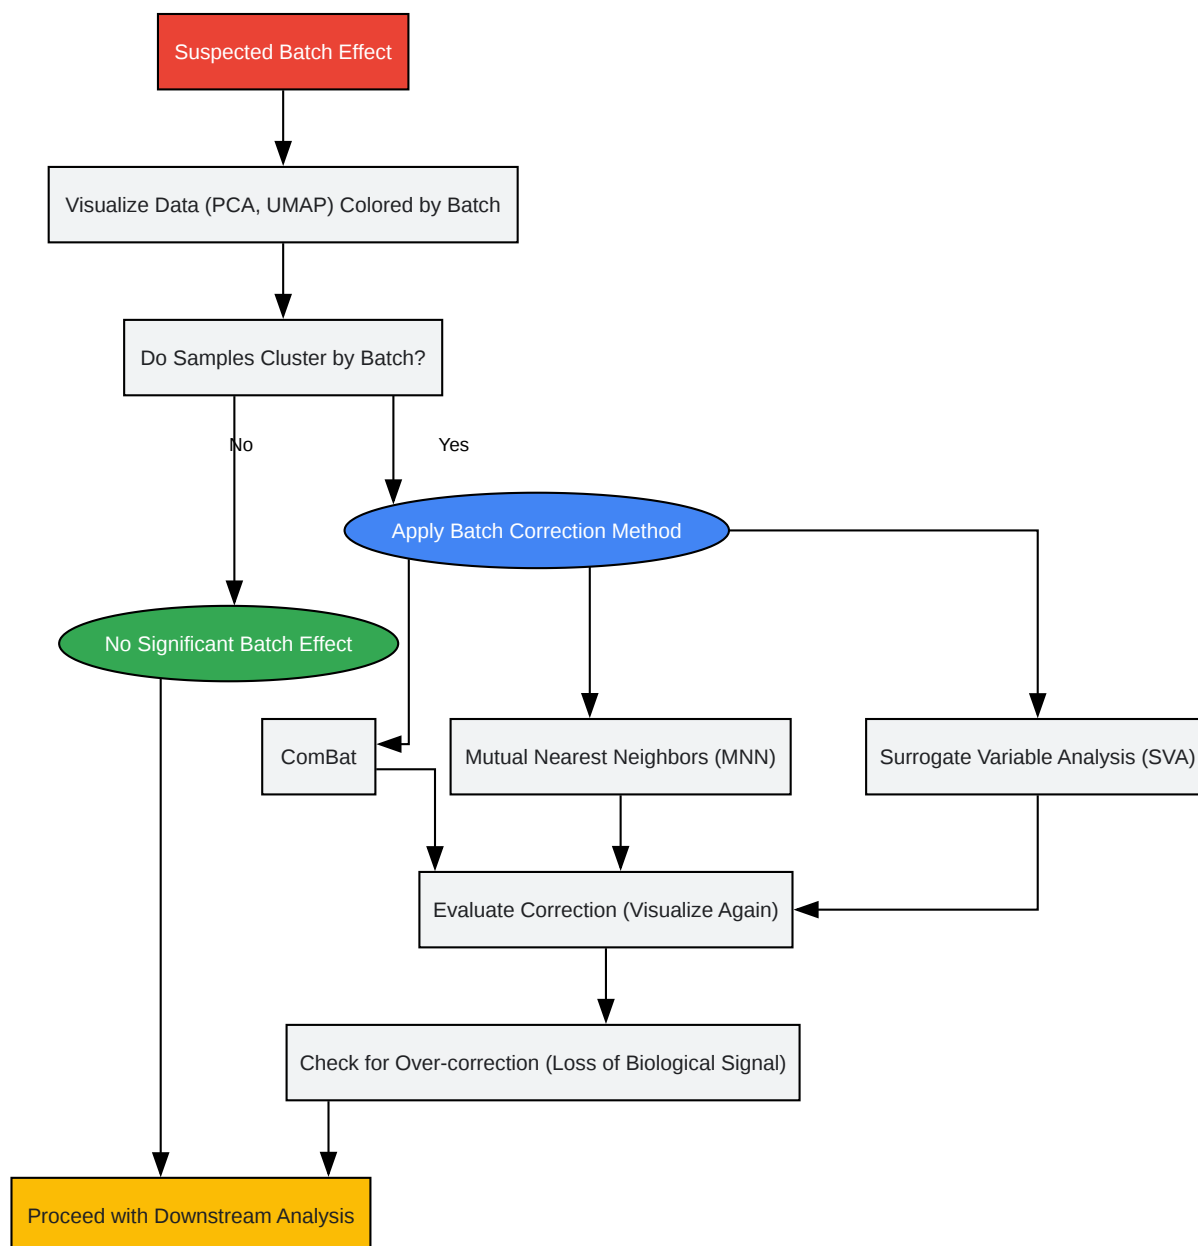 Suspected Batch Effect
Visualize Data (PCA, UMAP) Colored by Batch
Do Samples Cluster by Batch?
No
Yes
Apply Batch Correction Method
No Significant Batch Effect
ComBat
Mutual Nearest Neighbors (MNN)
Surrogate Variable Analysis (SVA)
Evaluate Correction (Visualize Again)
Check for Over-correction (Loss of Biological Signal)
Proceed with Downstream Analysis